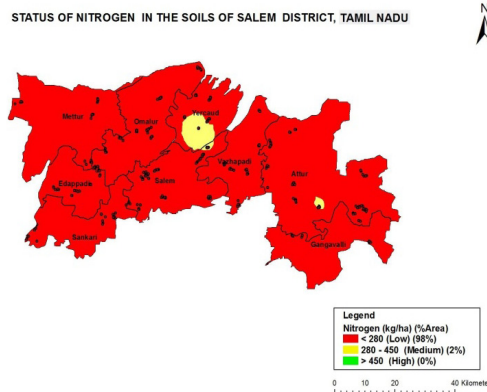 STATUS OF NITROGEN IN THE SOILS OF SALEM DISTRICT, TAMIL NADU
N
Mettur
Omalur
Yercaud
Edappadi
Salem
Vazhapadi
Attur
Sankari
Gangavalli
Legend
Nitrogen (kg/ha) (%Area)
< 280 (Low) (98%)
280 - 450 (Medium) (2%)
> 450 (High) (0%)
0 10 20 40 Kilomete